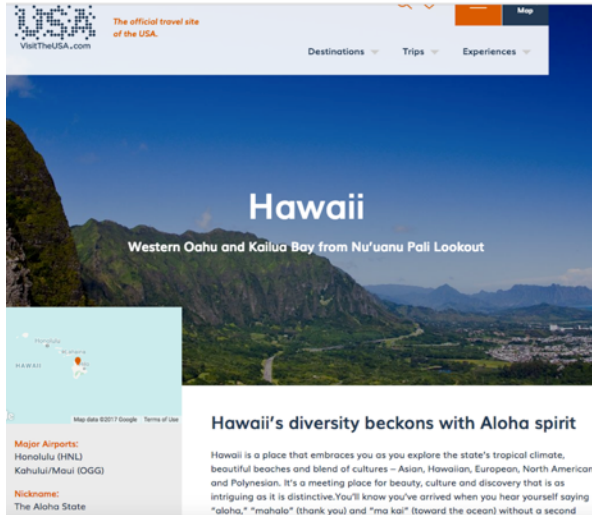 USA
The official travel site
of the USA.
VisitTheUSA.com
Map
Destinations
Trips
Experiences
Hawaii
Western Oahu and Kailua Bay from Nu'uanu Pali Lookout
Honolulu
HAWAII
Map data ©2017 Google
Terms of Use
Major Airports:
Honolulu (HNL)
Kahului/Maui (OGG)
Nickname:
The Aloha State
Hawaii's diversity beckons with Aloha spirit
Hawaii is a place that embraces you as you explore the state's tropical climate,
beautiful beaches and blend of cultures – Asian, Hawaiian, European, North American
and Polynesian. It's a meeting place for beauty, culture and discovery that is as
intriguing as it is distinctive.You'll know you've arrived when you hear yourself saying
"aloha," "mahalo" (thank you) and "ma kai" (toward the ocean) without a second